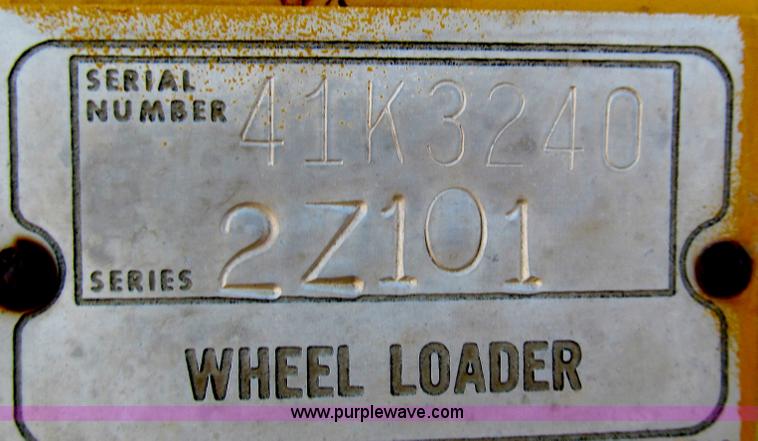 SERIAL
NUMBER 41K3240
SERIES 2Z101
WHEEL LOADER
www.purplewave.com